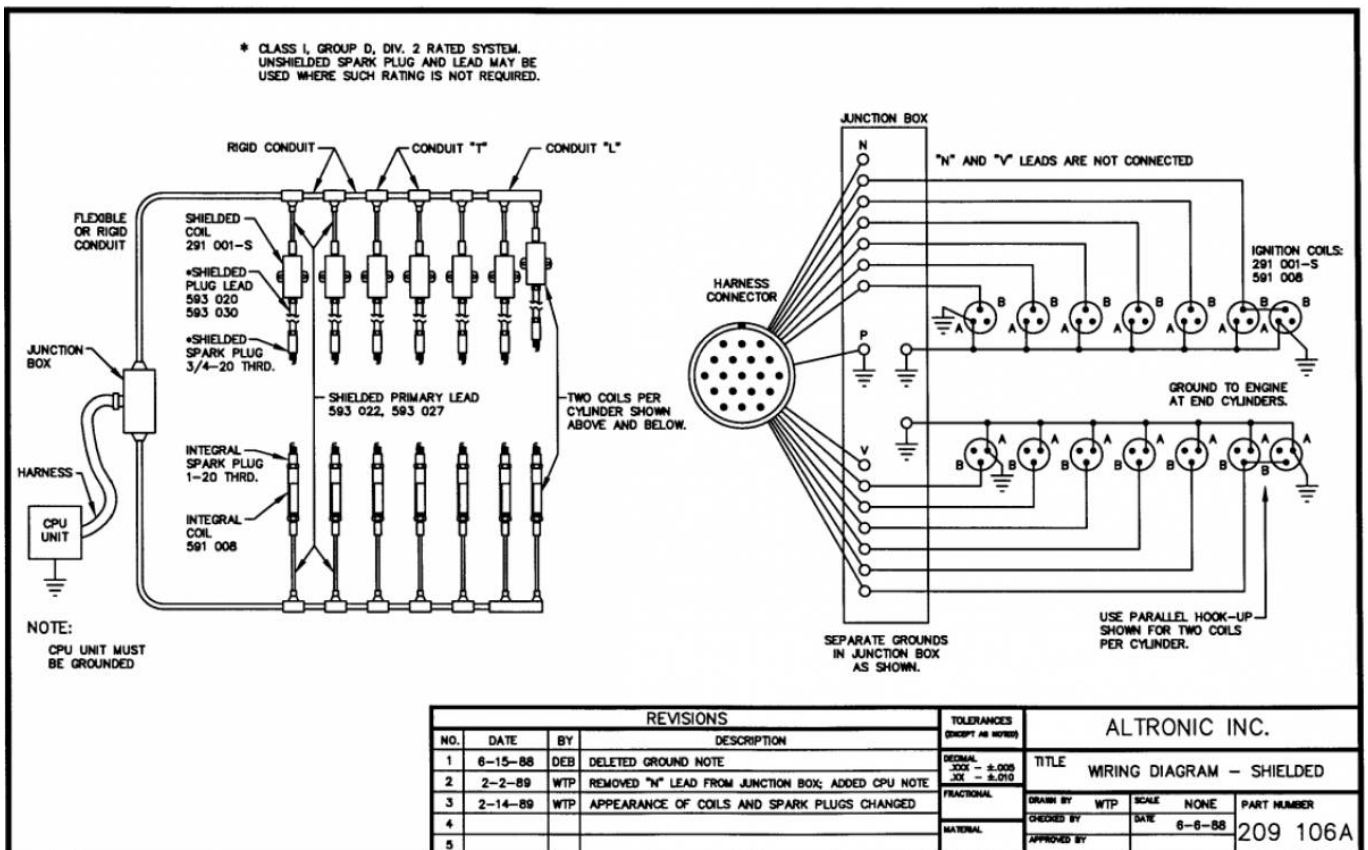 * CLASS I, GROUP D, DIV. 2 RATED SYSTEM.
UNSHIELDED SPARK PLUG AND LEAD MAY BE
USED WHERE SUCH RATING IS NOT REQUIRED.
RIGID CONDUIT
CONDUIT "T"
CONDUIT "L"
FLEXIBLE
OR RIGID
CONDUIT
SHIELDED
COIL
291 001-S
*SHIELDED
PLUG LEAD
593 020
593 030
*SHIELDED
SPARK PLUG
3/4-20 THRD.
JUNCTION
BOX
SHIELDED PRIMARY LEAD
593 022, 593 027
TWO COILS PER
CYLINDER SHOWN
ABOVE AND BELOW.
INTEGRAL
SPARK PLUG
1-20 THRD.
HARNESS
INTEGRAL
COIL
591 008
CPU
UNIT
NOTE:
CPU UNIT MUST
BE GROUNDED
JUNCTION BOX
N
"N" AND "V" LEADS ARE NOT CONNECTED
IGNITION COILS:
291 001-S
591 008
HARNESS
CONNECTOR
B B B B B B B
A A A A A A A
P
GROUND TO ENGINE
AT END CYLINDERS.
V
A A A A A A A
B B B B B B B
USE PARALLEL HOOK-UP
SHOWN FOR TWO COILS
PER CYLINDER.
SEPARATE GROUNDS
IN JUNCTION BOX
AS SHOWN.
REVISIONS
NO. DATE BY DESCRIPTION
1 6-15-88 DEB DELETED GROUND NOTE
2 2-2-89 WTP REMOVED "N" LEAD FROM JUNCTION BOX; ADDED CPU NOTE
3 2-14-89 WTP APPEARANCE OF COILS AND SPARK PLUGS CHANGED
4
5
TOLERANCES
(EXCEPT AS NOTED)
DECIMAL
.XXX - ±.005
.XX - ±.010
FRACTIONAL
MATERIAL
ALTRONIC INC.
TITLE WIRING DIAGRAM - SHIELDED
DRAWN BY WTP SCALE NONE PART NUMBER
CHECKED BY DATE 6-6-88 209 106A
APPROVED BY